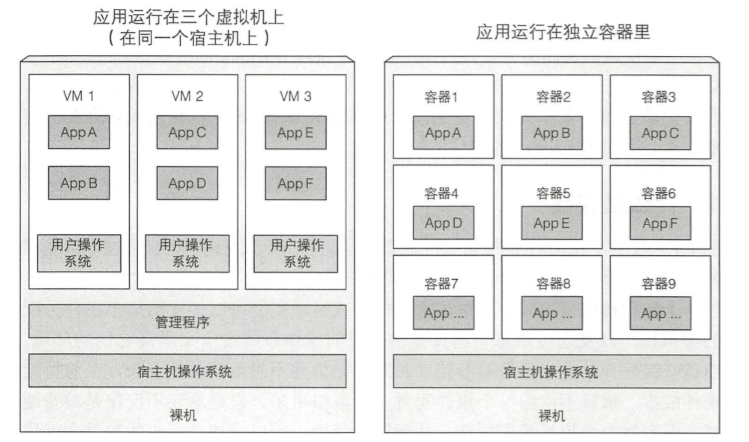 应用运行在三个虚拟机上
（在同一个宿主机上）
VM 1
App A
App B
用户操作
系统
VM 2
App C
App D
用户操作
系统
VM 3
App E
App F
用户操作
系统
管理程序
宿主机操作系统
裸机
应用运行在独立容器里
容器1
App A
容器2
App B
容器3
App C
容器4
App D
容器5
App E
容器6
App F
容器7
App ...
容器8
App ...
容器9
App ...
宿主机操作系统
裸机